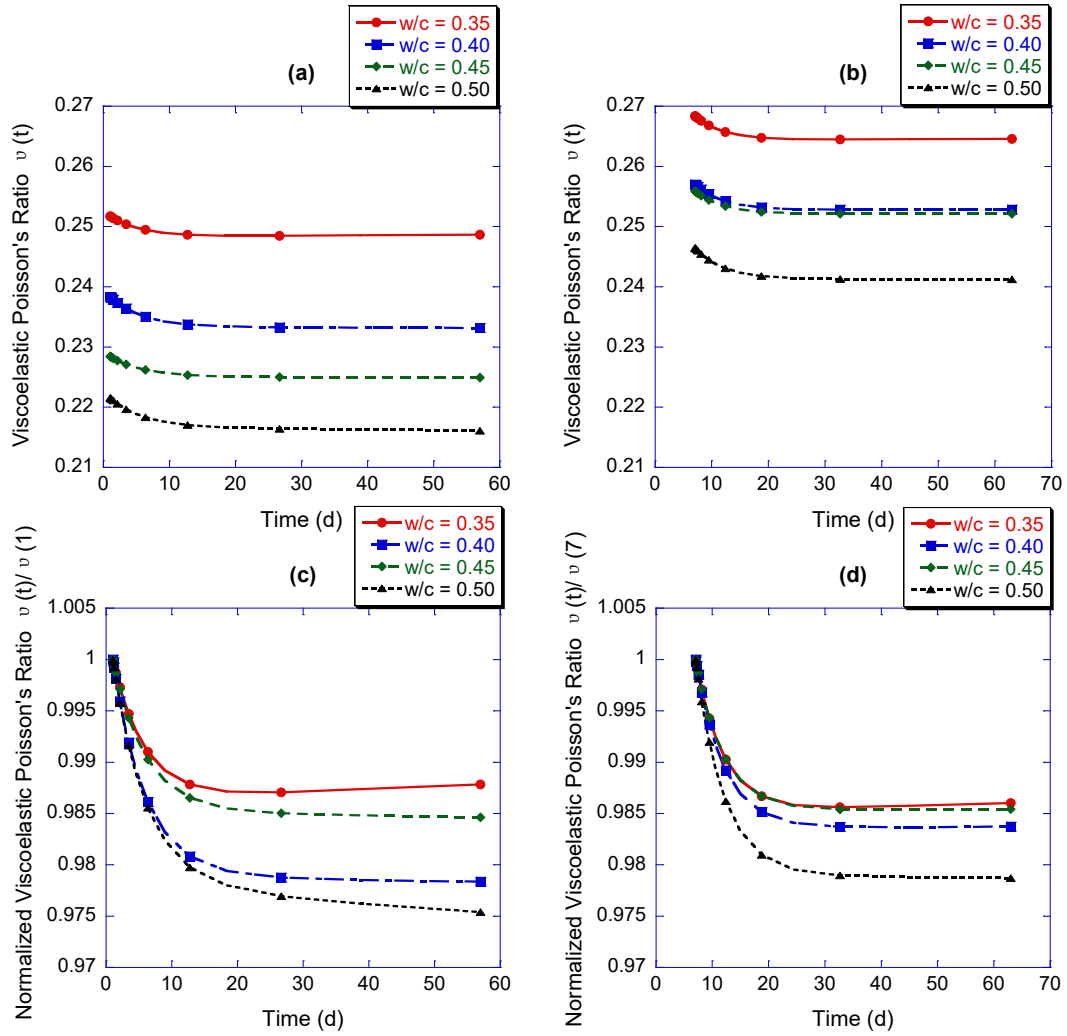 w/c = 0.35
w/c = 0.40
w/c = 0.45
w/c = 0.50
(a)
0.27
0.26
0.25
0.24
0.23
0.22
0.21
Viscoelastic Poisson's Ratio υ (t)
0 10 20 30 40 50 60
Time (d)
w/c = 0.35
w/c = 0.40
w/c = 0.45
w/c = 0.50
(b)
0.27
0.26
0.25
0.24
0.23
0.22
0.21
Viscoelastic Poisson's Ratio υ (t)
0 10 20 30 40 50 60 70
Time (d)
w/c = 0.35
w/c = 0.40
w/c = 0.45
w/c = 0.50
(c)
1.005
1
0.995
0.99
0.985
0.98
0.975
0.97
Normalized Viscoelastic Poisson's Ratio υ (t)/ υ (1)
0 10 20 30 40 50 60
Time (d)
w/c = 0.35
w/c = 0.40
w/c = 0.45
w/c = 0.50
(d)
1.005
1
0.995
0.99
0.985
0.98
0.975
0.97
Normalized Viscoelastic Poisson's Ratio υ (t)/ υ (7)
0 10 20 30 40 50 60 70
Time (d)